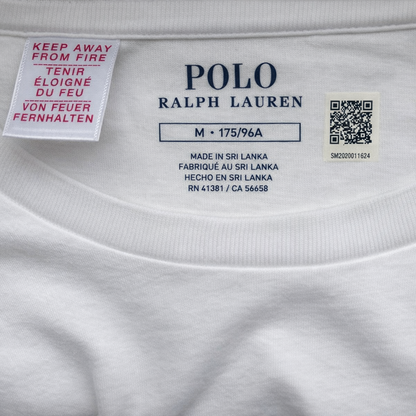 KEEP AWAY
FROM FIRE
TENIR
ÉLOIGNÉ
DU FEU
VON FEUER
FERNHALTEN
POLO
RALPH LAUREN
M • 175/96A
MADE IN SRI LANKA
FABRIQUÉ AU SRI LANKA
HECHO EN SRI LANKA
RN 41381 / CA 56658
SM2020011624